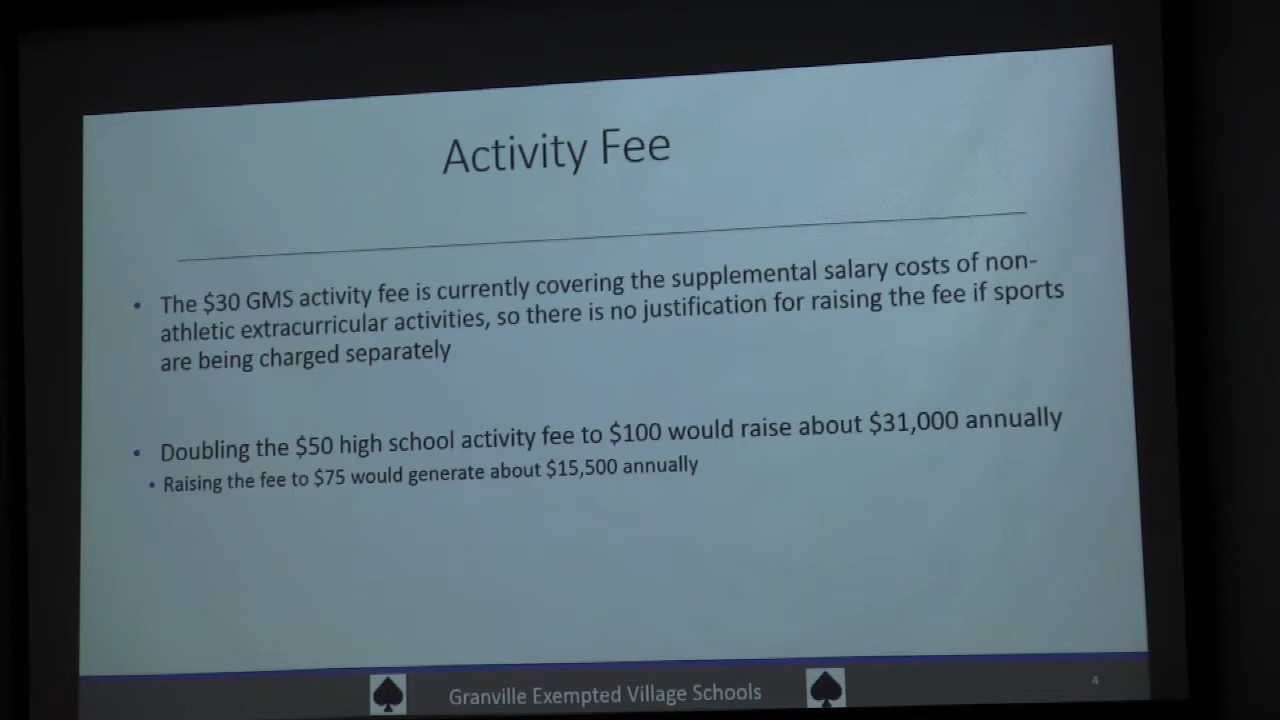 Activity Fee
• The $30 GMS activity fee is currently covering the supplemental salary costs of non-
athletic extracurricular activities, so there is no justification for raising the fee if sports
are being charged separately
• Doubling the $50 high school activity fee to $100 would raise about $31,000 annually
• Raising the fee to $75 would generate about $15,500 annually
Granville Exempted Village Schools
4